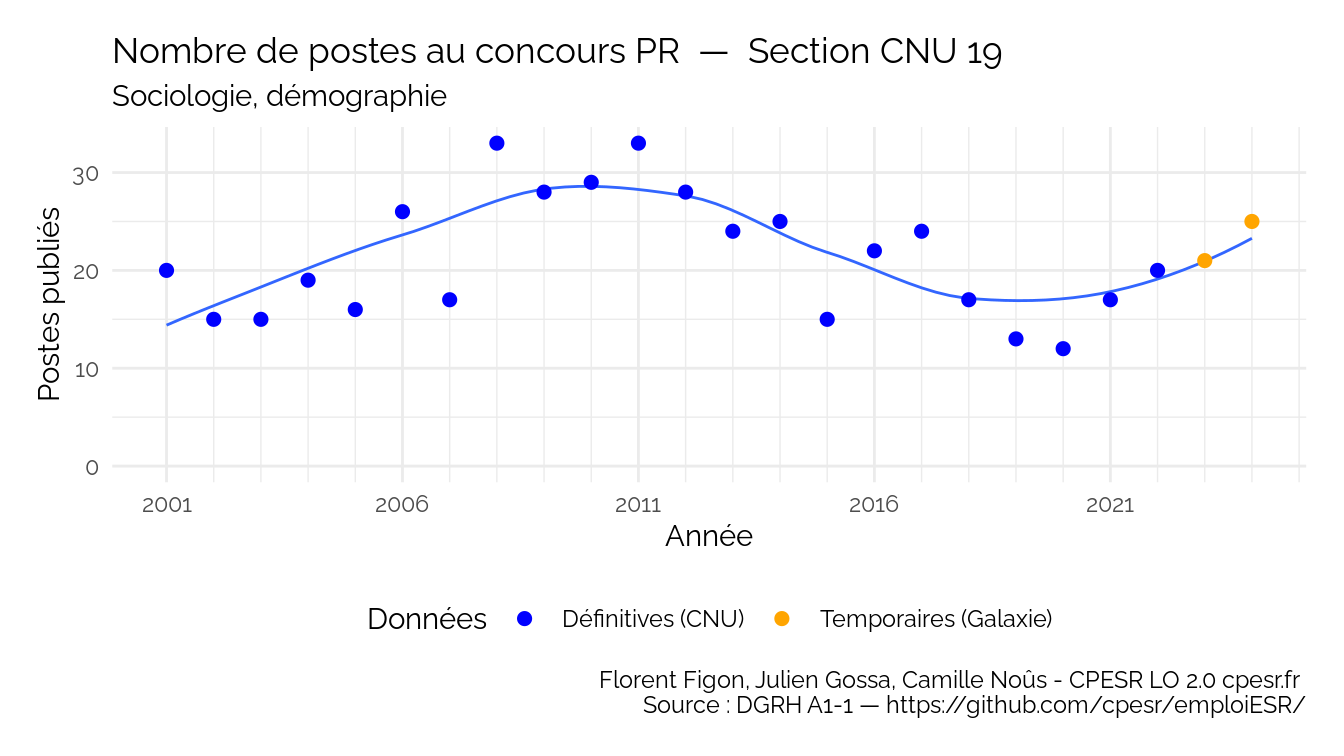 Nombre de postes au concours PR — Section CNU 19
Sociologie, démographie
Postes publiés
30
20
10
0
2001 2006 2011 2016 2021
Année
Données Définitives (CNU) Temporaires (Galaxie)
Florent Figon, Julien Gossa, Camille Noûs - CPESR LO 2.0 cpesr.fr
Source : DGRH A1-1 — https://github.com/cpesr/emploiESR/